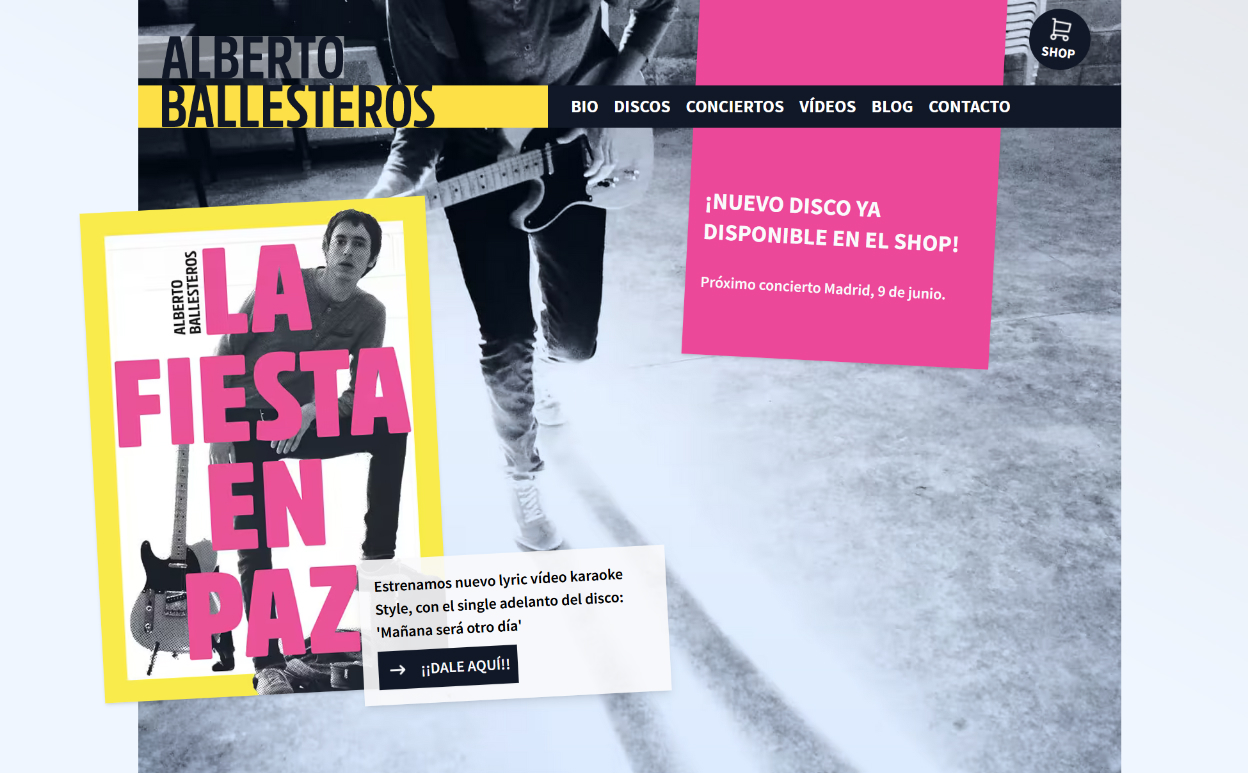 ALBERTO
BALLESTEROS
BIO DISCOS CONCIERTOS VÍDEOS BLOG CONTACTO
SHOP
¡NUEVO DISCO YA
DISPONIBLE EN EL SHOP!
Próximo concierto Madrid, 9 de junio.
ALBERTO
BALLESTEROS
LA
FIESTA
EN
PAZ
Estrenamos nuevo lyric vídeo karaoke
Style, con el single adelanto del disco:
'Mañana será otro día'
→ ¡¡DALE AQUÍ!!